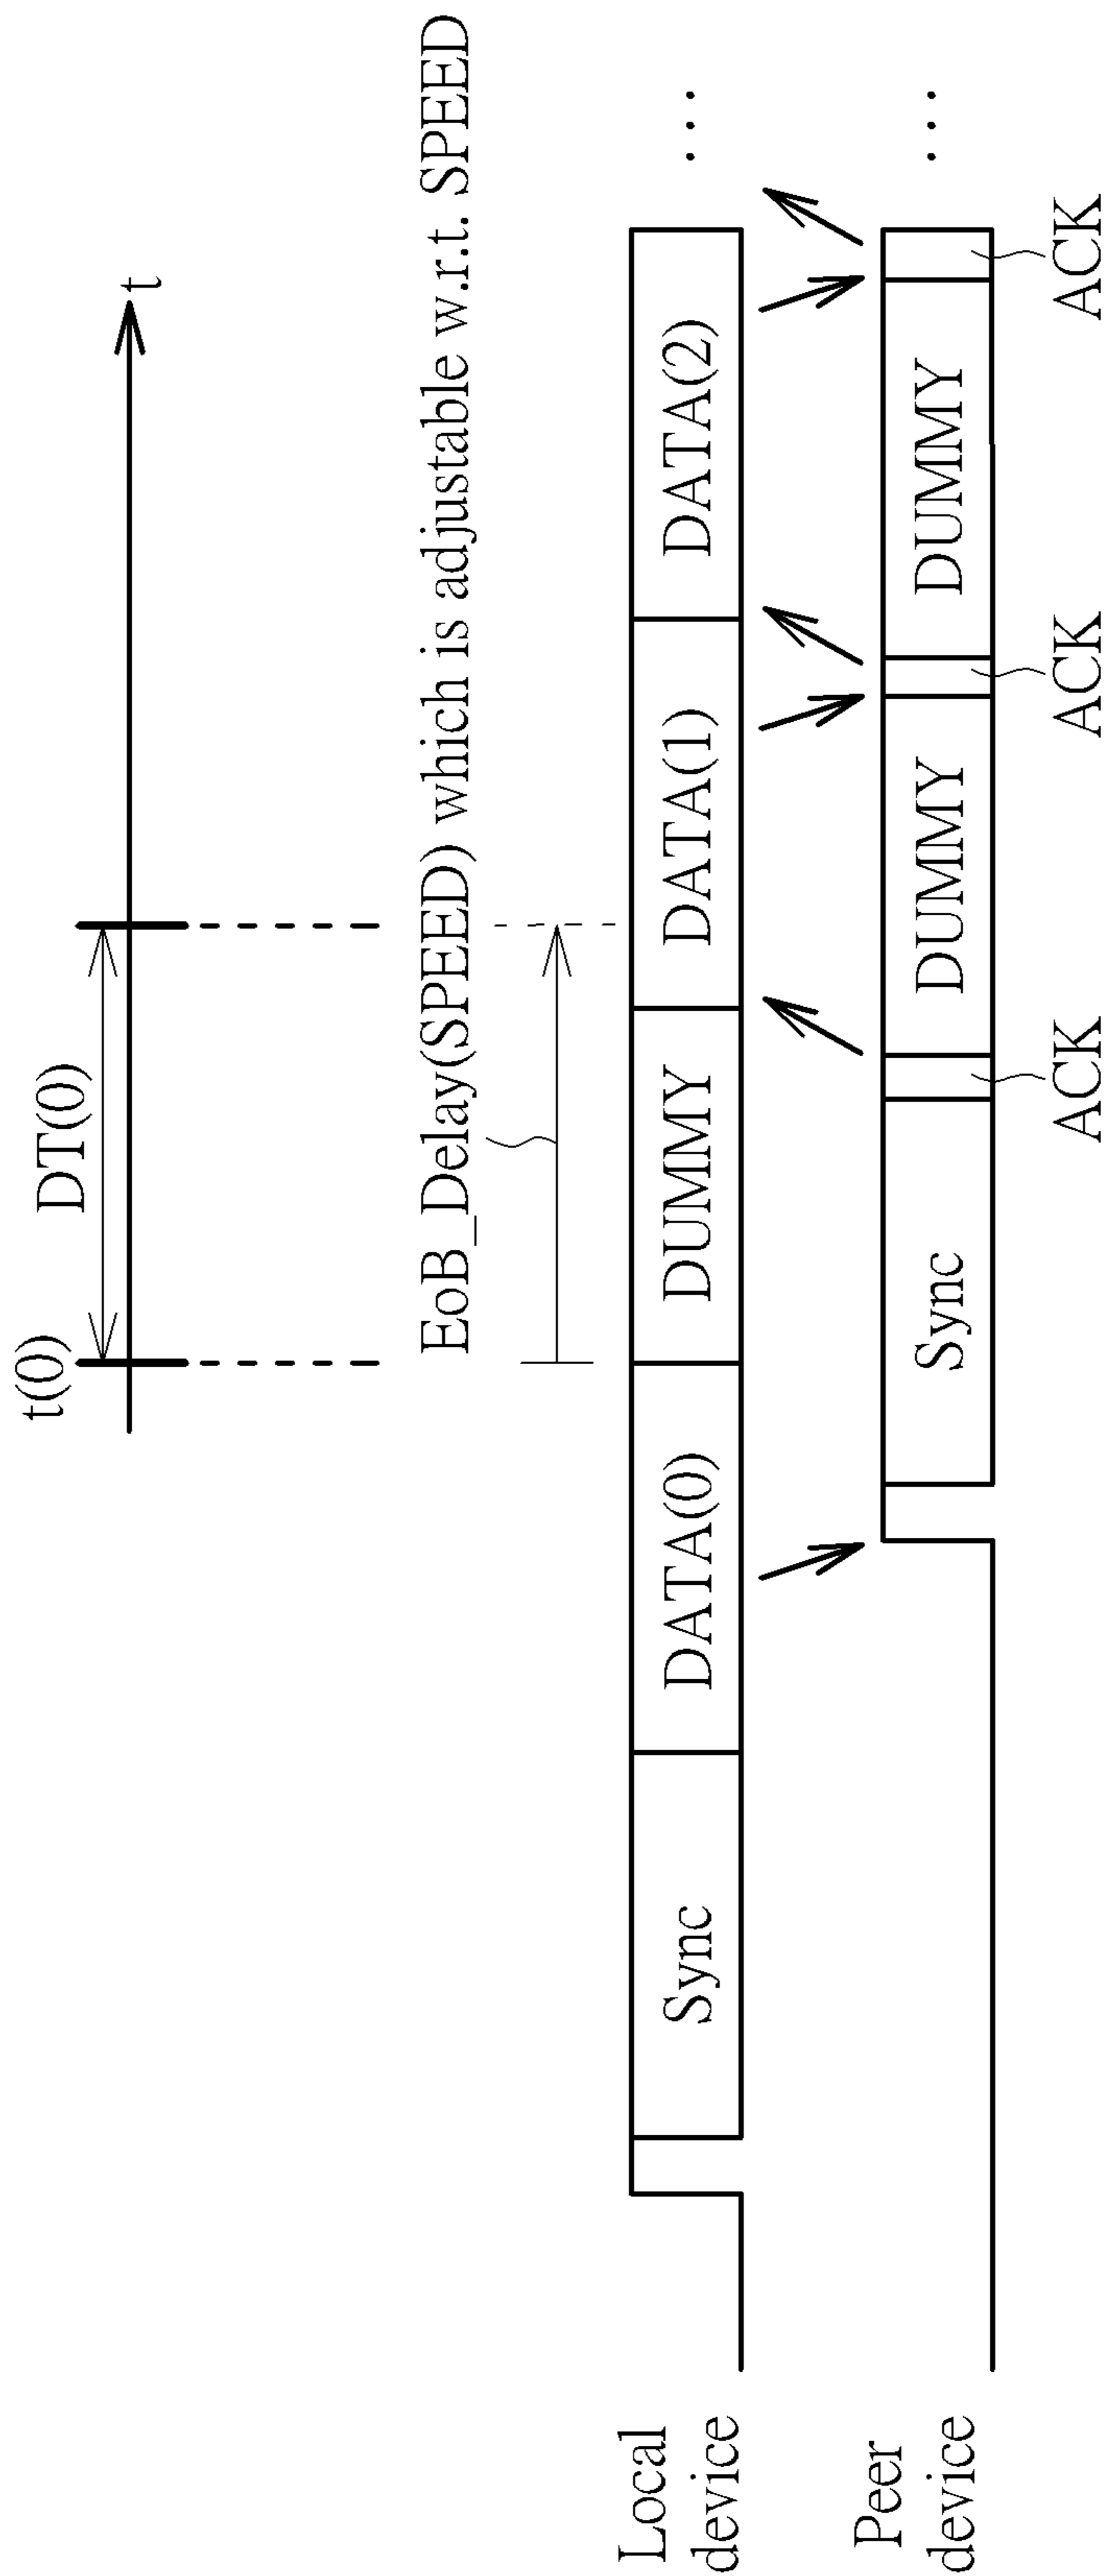 t(0)
DT(0)
t
EoB_Delay(SPEED) which is adjustable w.r.t. SPEED
Local
device
Sync
DATA(0)
DUMMY
DATA(1)
DATA(2)
...
Peer
device
Sync
DUMMY
DUMMY
...
ACK
ACK
ACK